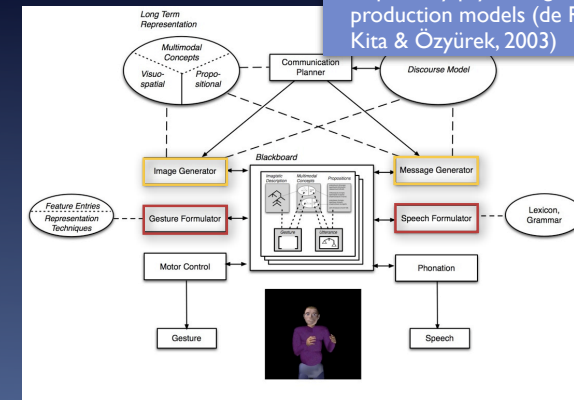 production models (de
Kita & Özyürek, 2003)
Long Term
Representation
Multimodal
Concepts
Visuo-
spatial
Propo-
sitional
Communication
Planner
Discourse Model
Image Generator
Blackboard
Message Generator
Imagistic
Description
Multimodal
Concepts
Propositions
Gesture
Utterance
Feature Entries
Representation
Techniques
Gesture Formulator
Speech Formulator
Lexicon,
Grammar
Motor Control
Phonation
Gesture
Speech